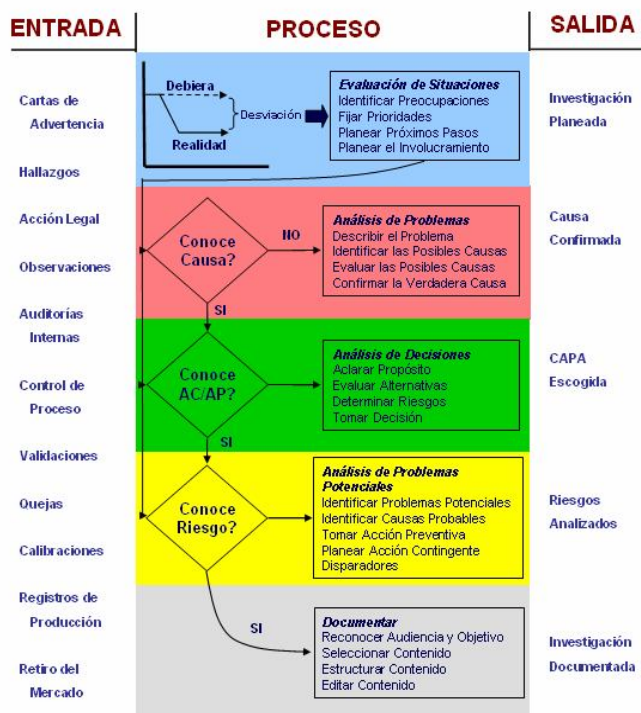 ENTRADA
PROCESO
SALIDA
Cartas de
Advertencia
Hallazgos
Acción Legal
Observaciones
Auditorías
Internas
Control de
Proceso
Validaciones
Quejas
Calibraciones
Registros de
Producción
Retiro del
Mercado
Debiera
Desviación
Realidad
Evaluación de Situaciones
Identificar Preocupaciones
Fijar Prioridades
Planear Próximos Pasos
Planear el Involucramiento
Conoce
Causa?
NO
SI
Análisis de Problemas
Describir el Problema
Identificar las Posibles Causas
Evaluar las Posibles Causas
Confirmar la Verdadera Causa
Conoce
AC/AP?
SI
Análisis de Decisiones
Aclarar Propósito
Evaluar Alternativas
Determinar Riesgos
Tomar Decisión
Conoce
Riesgo?
SI
Análisis de Problemas
Potenciales
Identificar Problemas Potenciales
Identificar Causas Probables
Tomar Acción Preventiva
Planear Acción Contingente
Disparadores
Documentar
Reconocer Audiencia y Objetivo
Seleccionar Contenido
Estructurar Contenido
Editar Contenido
Investigación
Planeada
Causa
Confirmada
CAPA
Escogida
Riesgos
Analizados
Investigación
Documentada